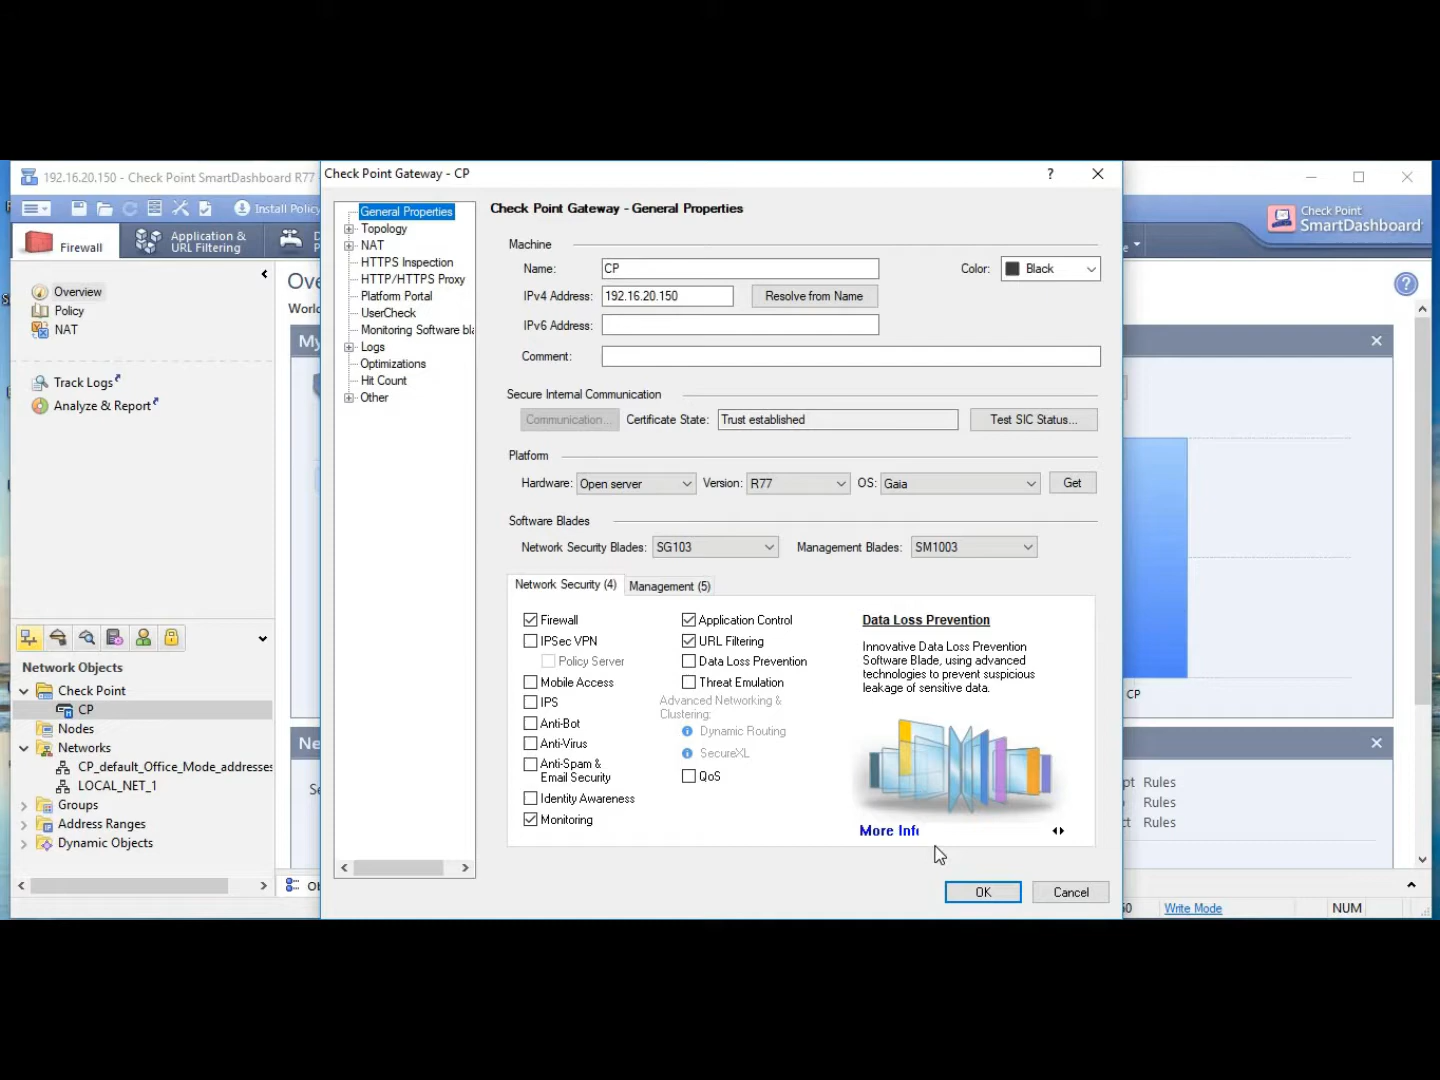 192.16.20.150 - Check Point SmartDashboard R77
Install Policy
Check Point
SmartDashboard
Firewall
Application &
URL Filtering
Overview
Policy
NAT
Track Logs
Analyze & Report
Network Objects
Check Point
CP
Nodes
Networks
CP_default_Office_Mode_addresses
LOCAL_NET_1
Groups
Address Ranges
Dynamic Objects
Check Point Gateway - CP
?
General Properties
Topology
NAT
HTTPS Inspection
HTTP/HTTPS Proxy
Platform Portal
UserCheck
Monitoring Software bla
Logs
Optimizations
Hit Count
Other
Check Point Gateway - General Properties
Machine
Name: CP
Color: Black
IPv4 Address: 192.16.20.150 Resolve from Name
IPv6 Address:
Comment:
Secure Internal Communication
Communication... Certificate State: Trust established Test SIC Status...
Platform
Hardware: Open server Version: R77 OS: Gaia Get
Software Blades
Network Security Blades: SG103 Management Blades: SM1003
Network Security (4) Management (5)
Firewall
IPSec VPN
Policy Server
Mobile Access
IPS
Anti-Bot
Anti-Virus
Anti-Spam &
Email Security
Identity Awareness
Monitoring
Application Control
URL Filtering
Data Loss Prevention
Threat Emulation
Advanced Networking &
Clustering:
Dynamic Routing
SecureXL
QoS
Data Loss Prevention
Innovative Data Loss Prevention
Software Blade, using advanced
technologies to prevent suspicious
leakage of sensitive data.
More Info
OK Cancel
CP
Rules
Rules
Rules
Write Mode
NUM